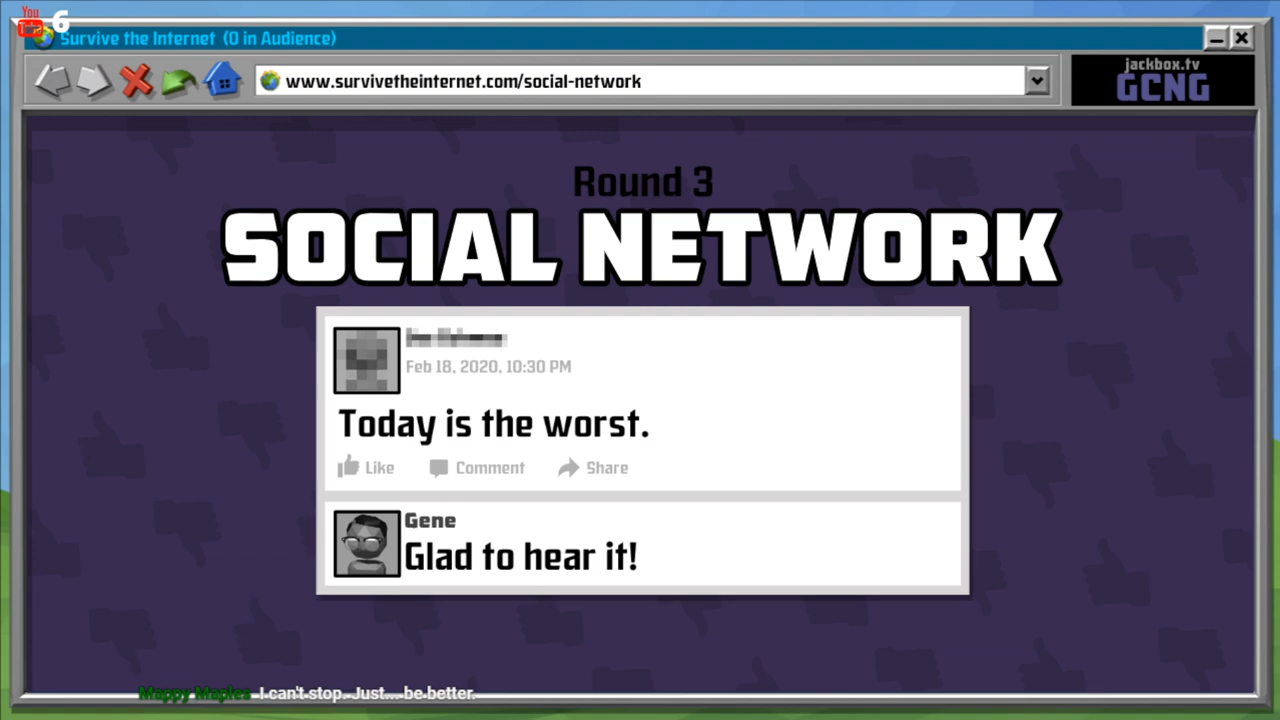 You
Tube 6
Survive the Internet (0 in Audience)
www.survivetheinternet.com/social-network
jackbox.tv
GCNG
Round 3
SOCIAL NETWORK
Feb 18, 2020, 10:30 PM
Today is the worst.
Like Comment Share
Gene
Glad to hear it!
Mappy Maples I can't stop. Just.... be better.